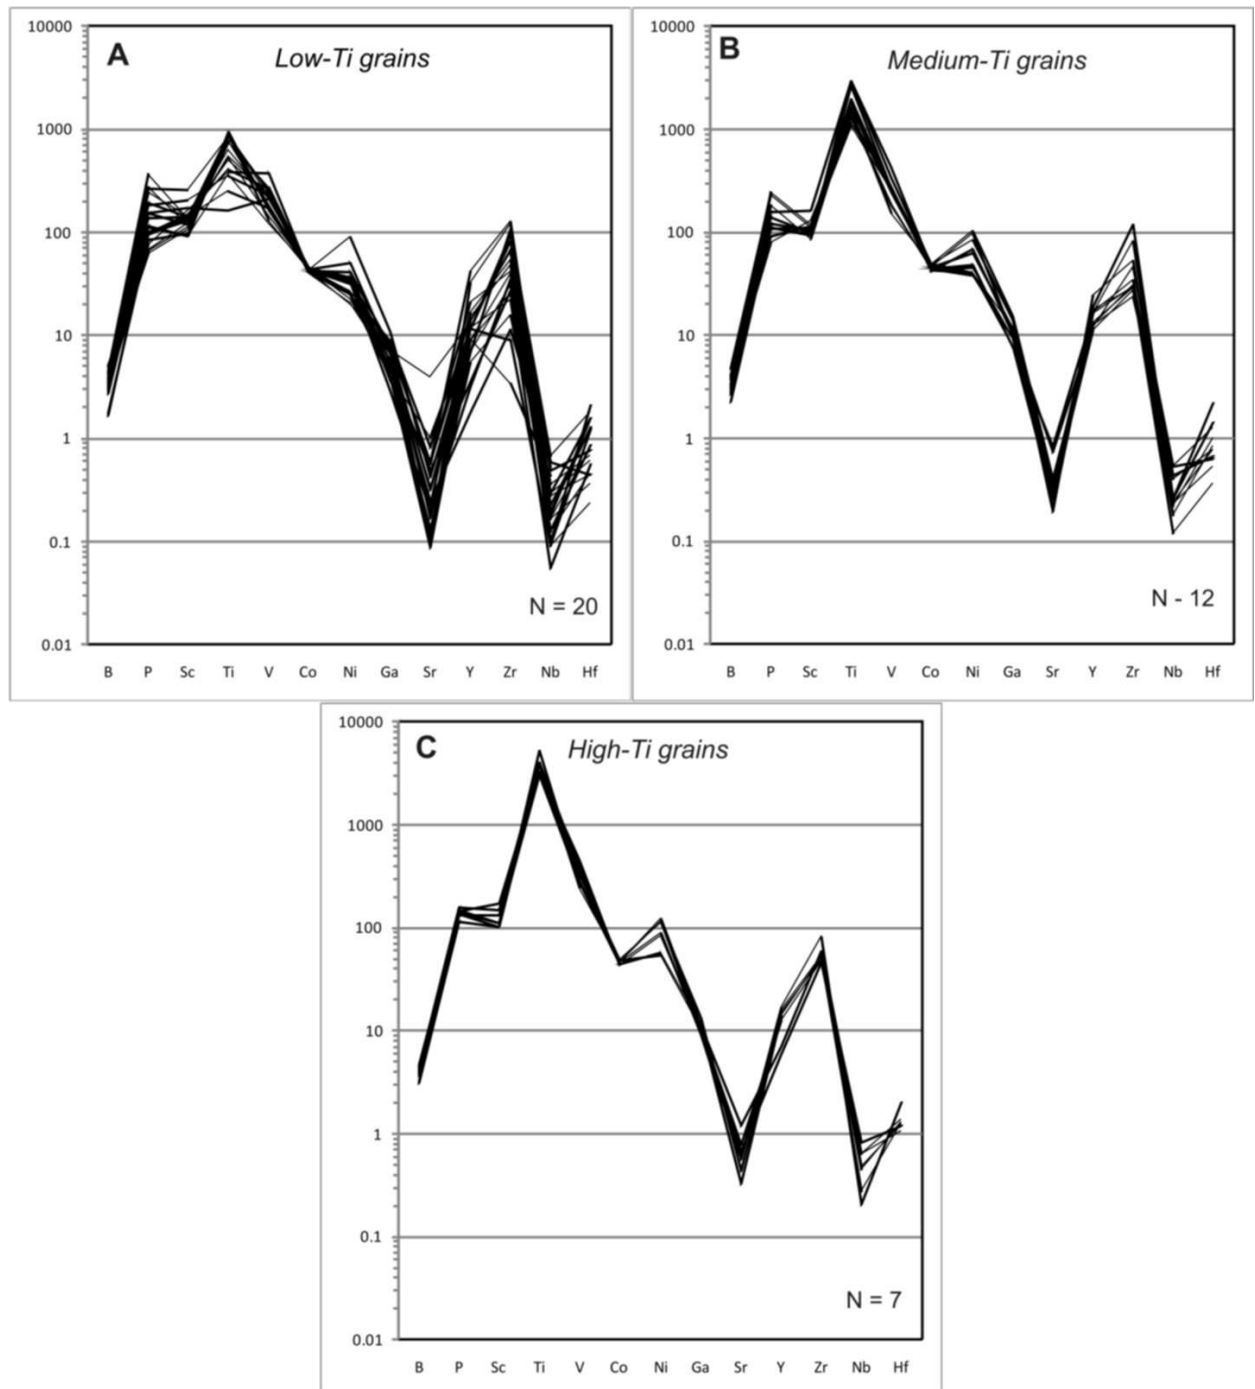 A
Low-Ti grains
10000
1000
100
10
1
0.1
0.01
N = 20
B P Sc Ti V Co Ni Ga Sr Y Zr Nb Hf
B
Medium-Ti grains
10000
1000
100
10
1
0.1
0.01
N - 12
B P Sc Ti V Co Ni Ga Sr Y Zr Nb Hf
C
High-Ti grains
10000
1000
100
10
1
0.1
0.01
N = 7
B P Sc Ti V Co Ni Ga Sr Y Zr Nb Hf